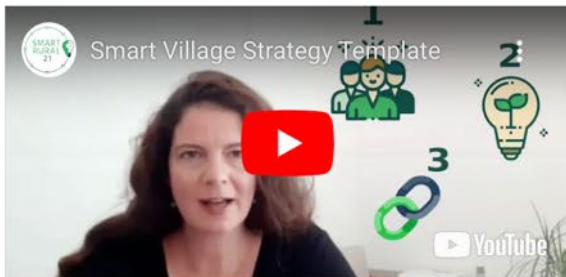 SMART
RURAL
21
Smart Village Strategy Template
1
2
3
YouTube